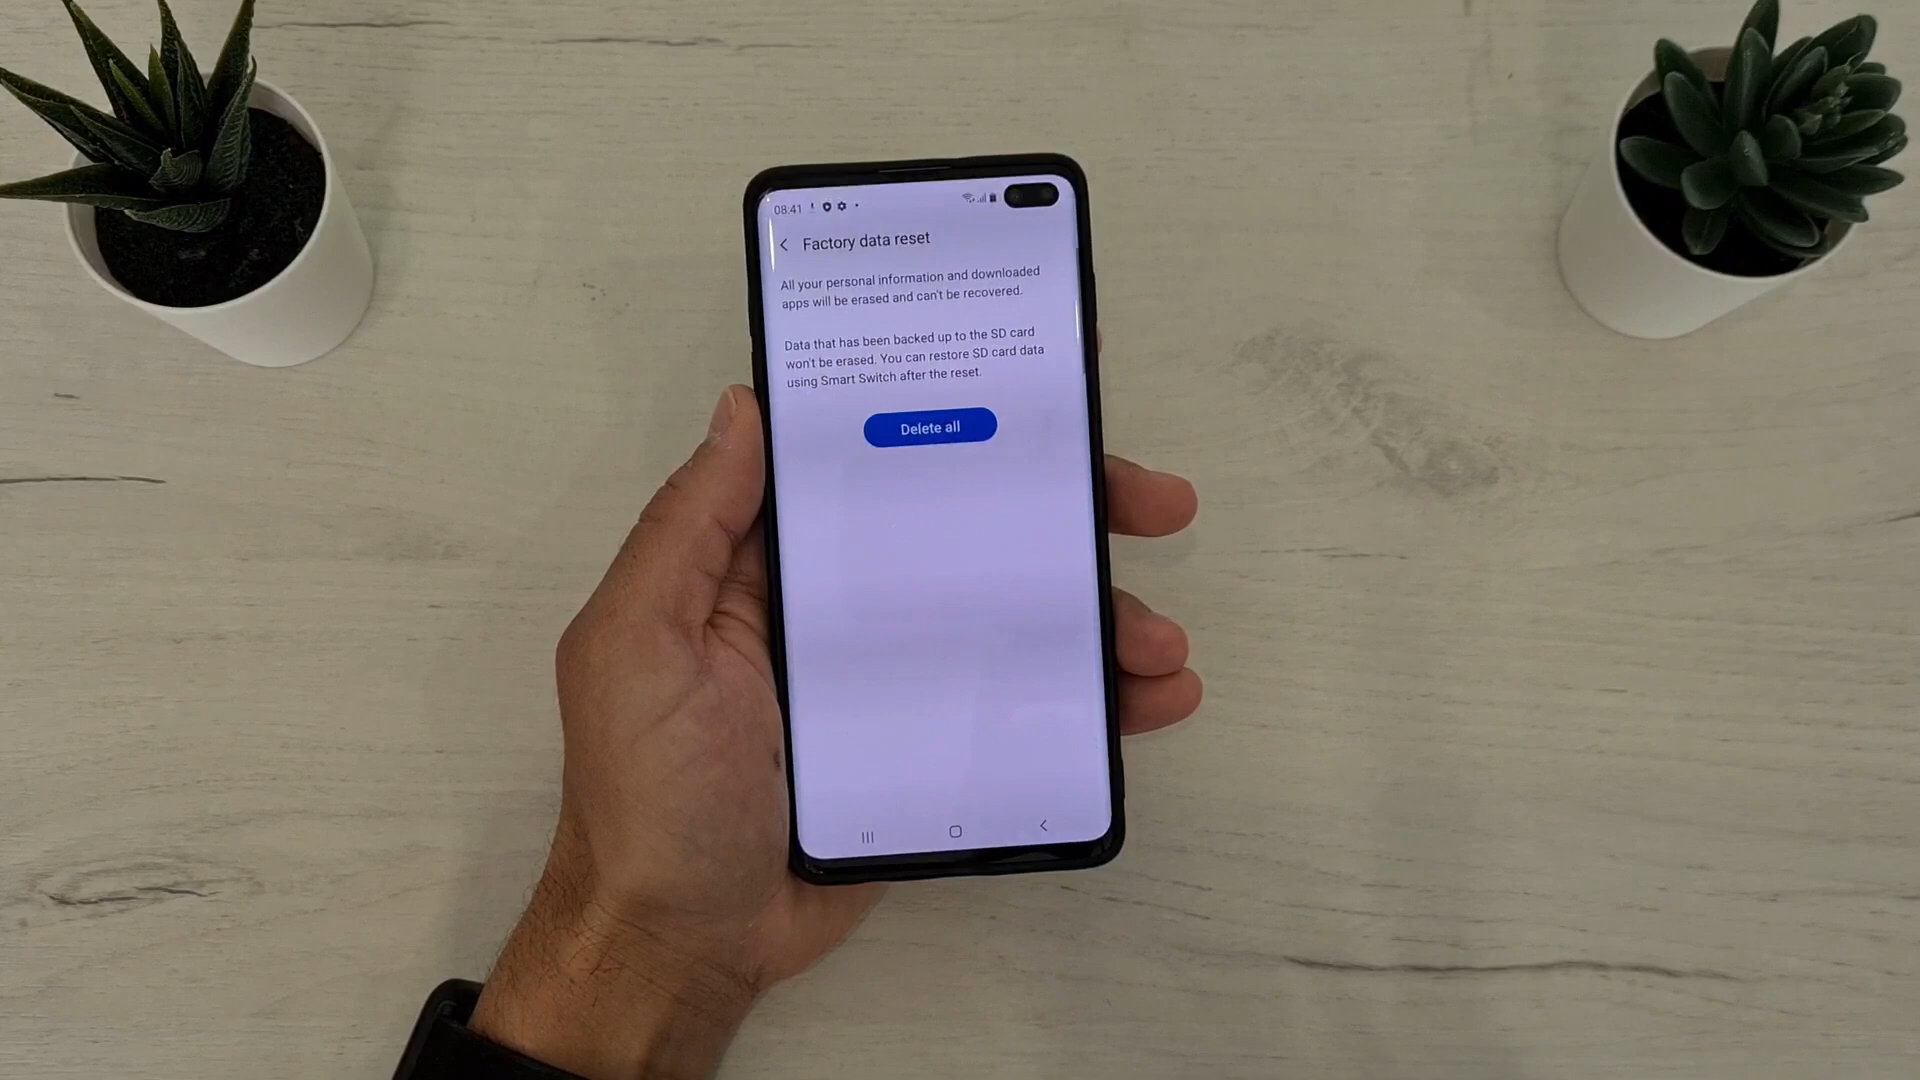 08:41
Factory data reset
All your personal information and downloaded
apps will be erased and can't be recovered.
Data that has been backed up to the SD card
won't be erased. You can restore SD card data
using Smart Switch after the reset.
Delete all